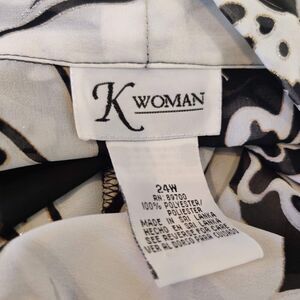 K WOMAN
24W
RN: 89700
100% POLYESTER/
POLIÉSTER
MADE IN SRI LANKA
HECHO EN SRI LANKA
SEE REVERSE FOR CARE
VER AL DORSO PARA CUIDADO